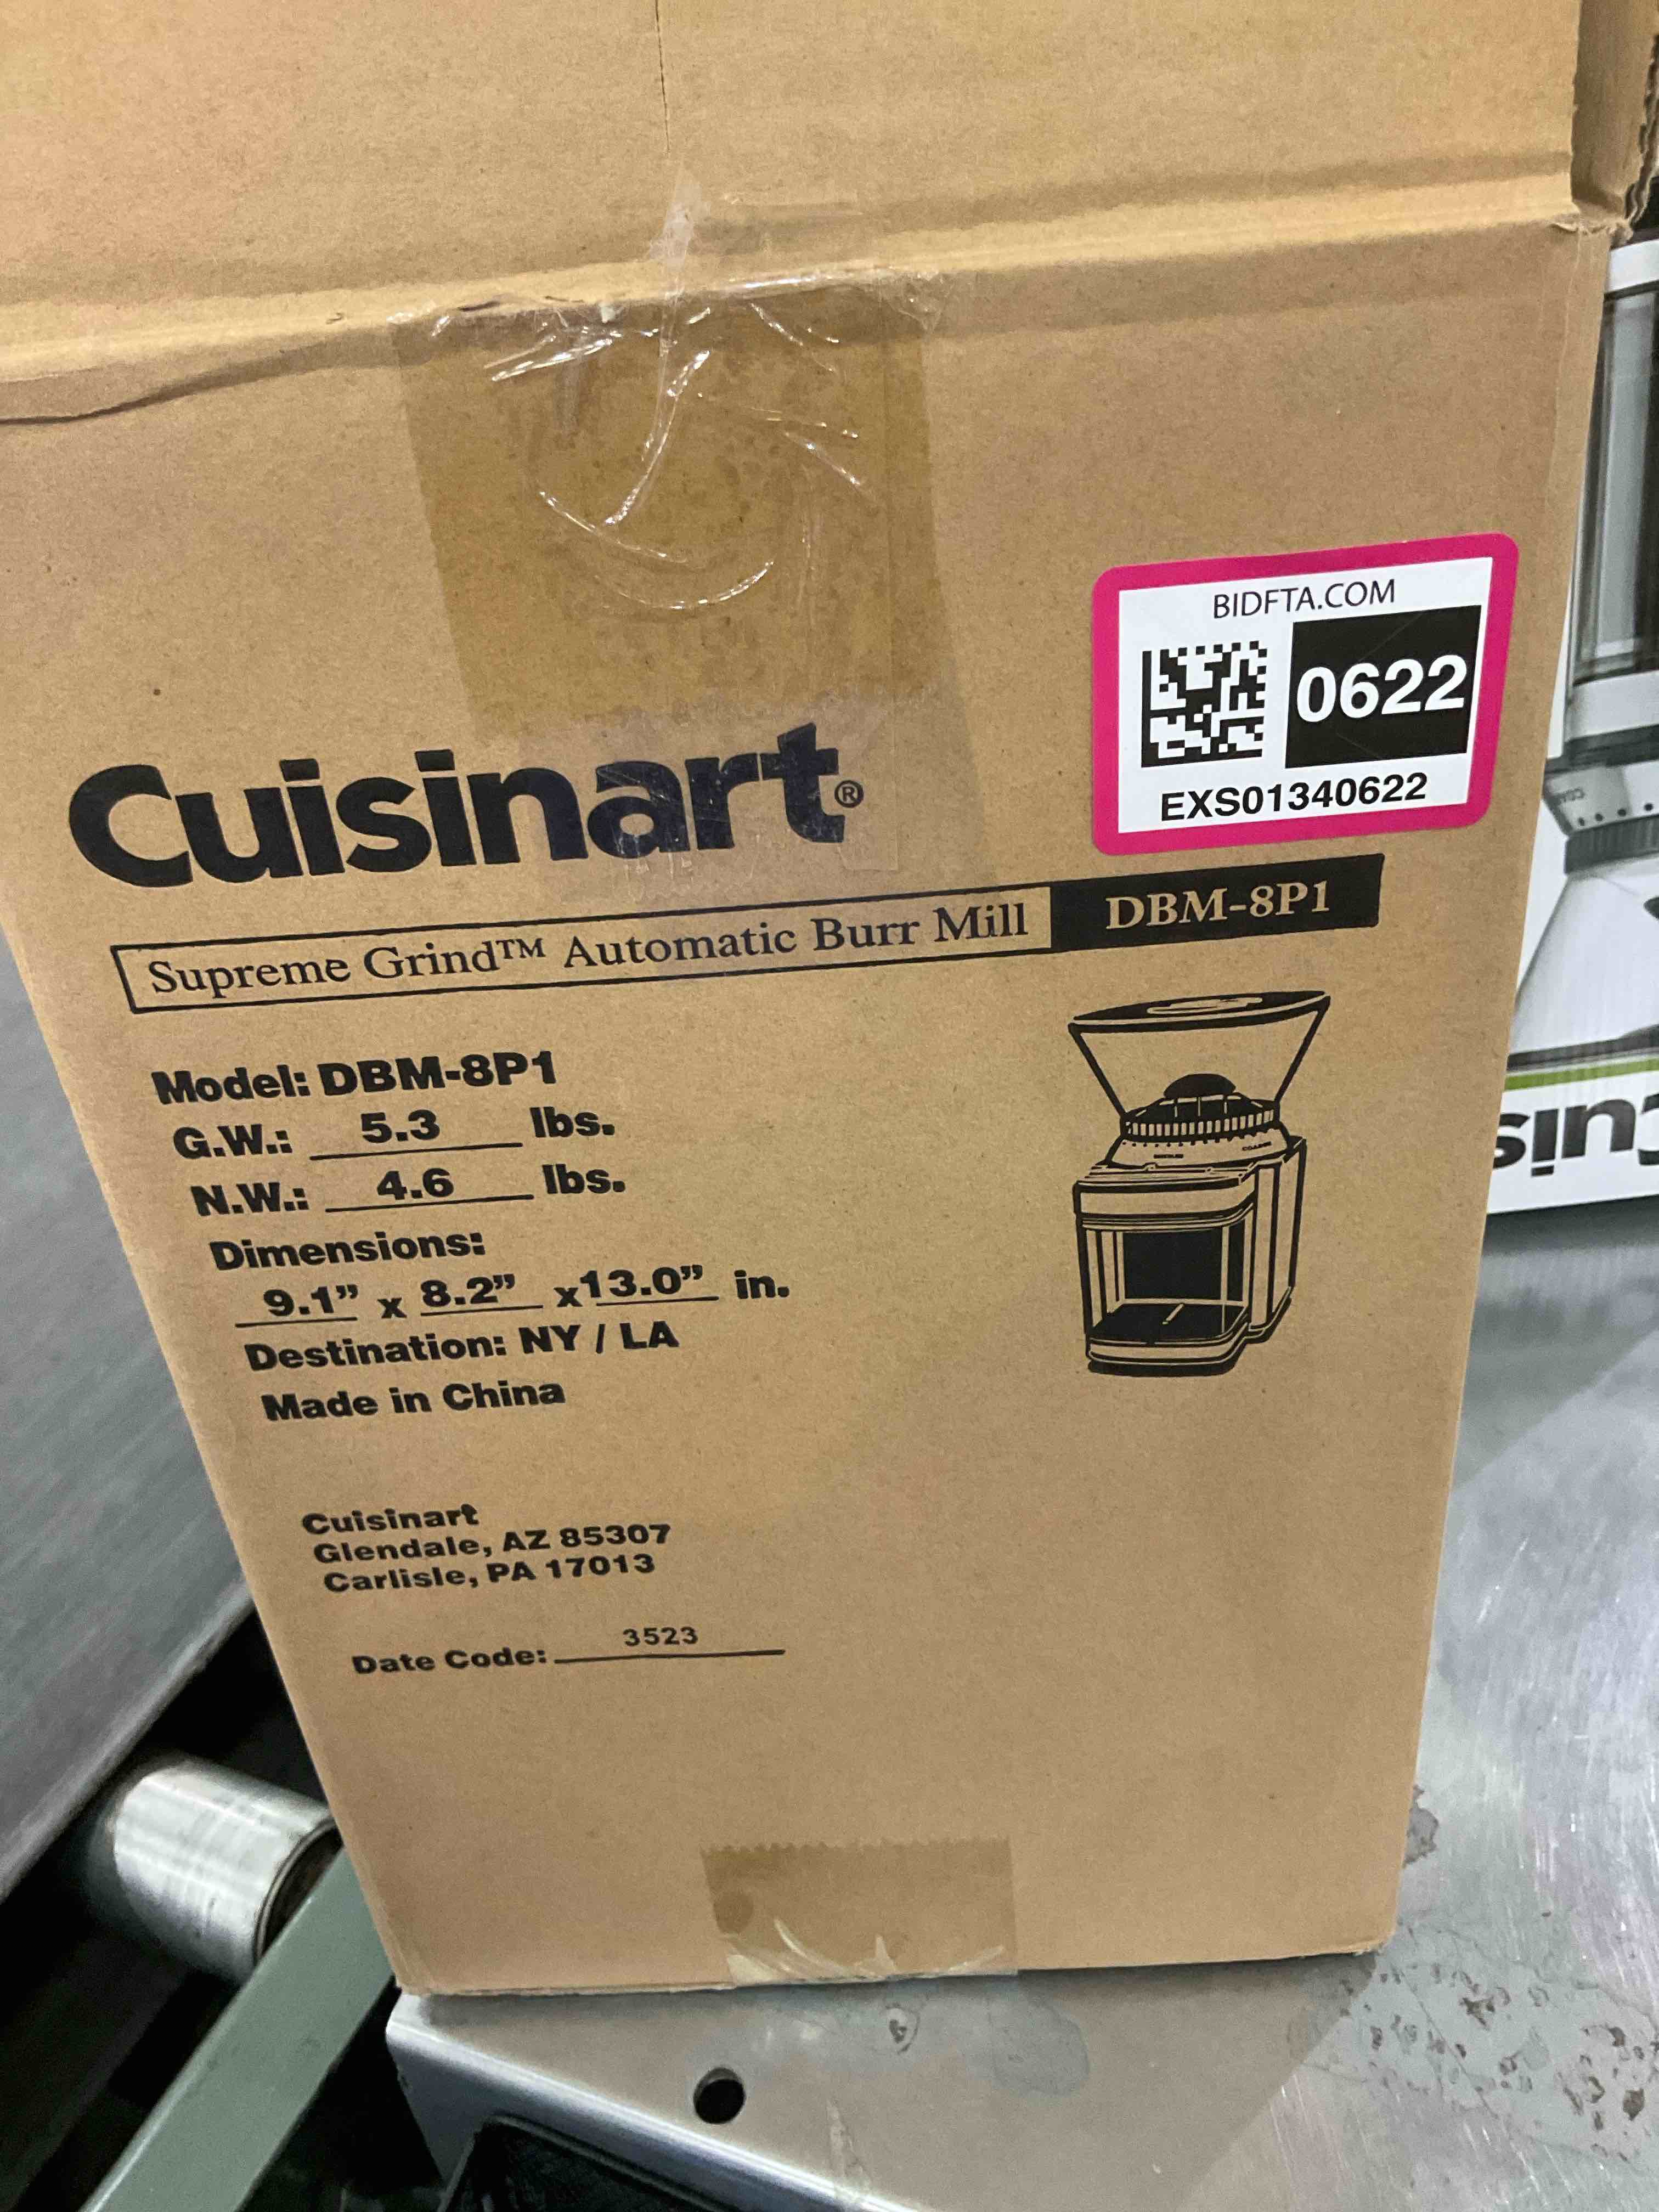 BIDFTA.COM
0622
EXS01340622
Cuisinart®
Supreme Grind™ Automatic Burr Mill DBM-8P1
Model: DBM-8P1
G.W.: 5.3 lbs.
N.W.: 4.6 lbs.
Dimensions:
9.1” x 8.2” x13.0” in.
Destination: NY / LA
Made in China
Cuisinart
Glendale, AZ 85307
Carlisle, PA 17013
Date Code: 3523